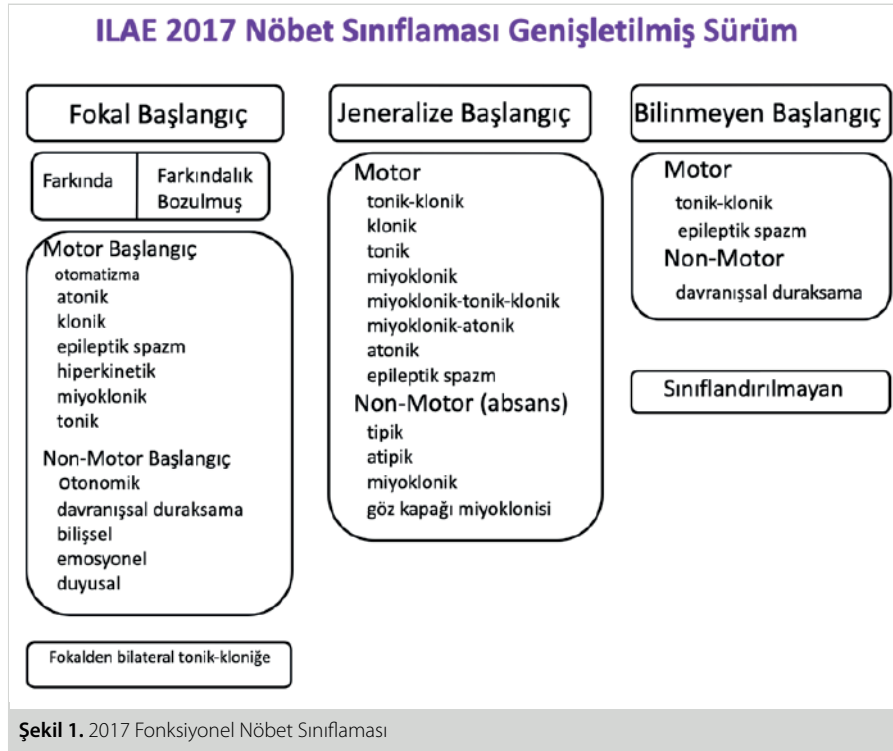 ILAE 2017 Nöbet Sınıflaması Genişletilmiş Sürüm
Fokal Başlangıç
Farkında
Farkındalık
Bozulmuş
Motor Başlangıç
otomatizma
atonik
klonik
epileptik spazm
hiperkinetik
miyoklonik
tonik
Non-Motor Başlangıç
Otonomik
davranışsal duraksama
bilişsel
emosyonel
duyusal
Fokalden bilateral tonik-kloniğe
Jeneralize Başlangıç
Motor
tonik-klonik
klonik
tonik
miyoklonik
miyoklonik-tonik-klonik
miyoklonik-atonik
atonik
epileptik spazm
Non-Motor (absans)
tipik
atipik
miyoklonik
göz kapağı miyoklonisi
Bilinmeyen Başlangıç
Motor
tonik-klonik
epileptik spazm
Non-Motor
davranışsal duraksama
Sınıflandırılmayan
Şekil 1. 2017 Fonksiyonel Nöbet Sınıflaması